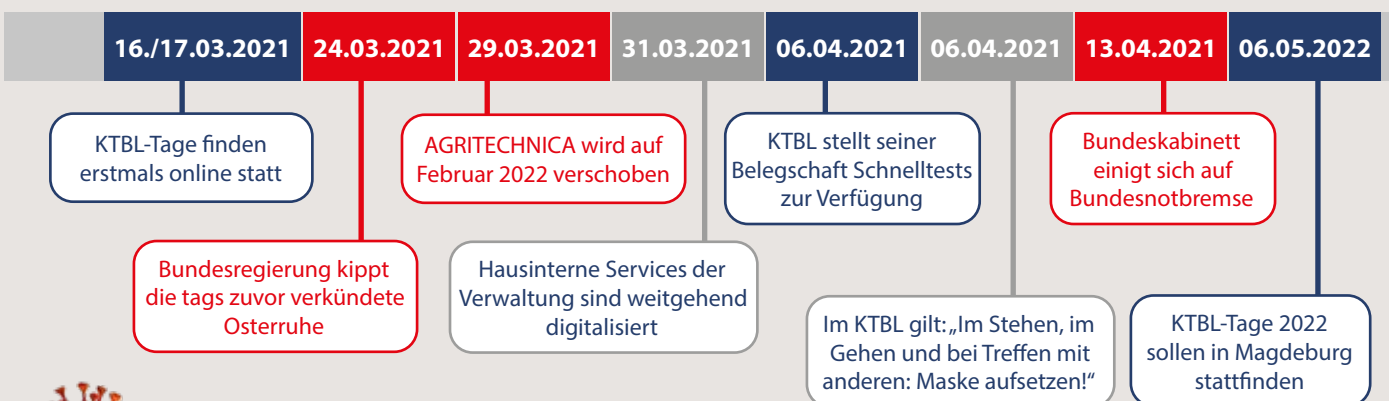 16./17.03.2021
24.03.2021
29.03.2021
31.03.2021
06.04.2021
06.04.2021
13.04.2021
06.05.2022
KTBL-Tage finden
erstmals online statt
AGRITECHNICA wird auf
Februar 2022 verschoben
KTBL stellt seiner
Belegschaft Schnelltests
zur Verfügung
Bundeskabinett
einigt sich auf
Bundesnotbremse
Bundesregierung kippt
die tags zuvor verkündete
Osterruhe
Hausinterne Services der
Verwaltung sind weitgehend
digitalisiert
Im KTBL gilt: „Im Stehen, im
Gehen und bei Treffen mit
anderen: Maske aufsetzen!“
KTBL-Tage 2022
sollen in Magdeburg
stattfinden